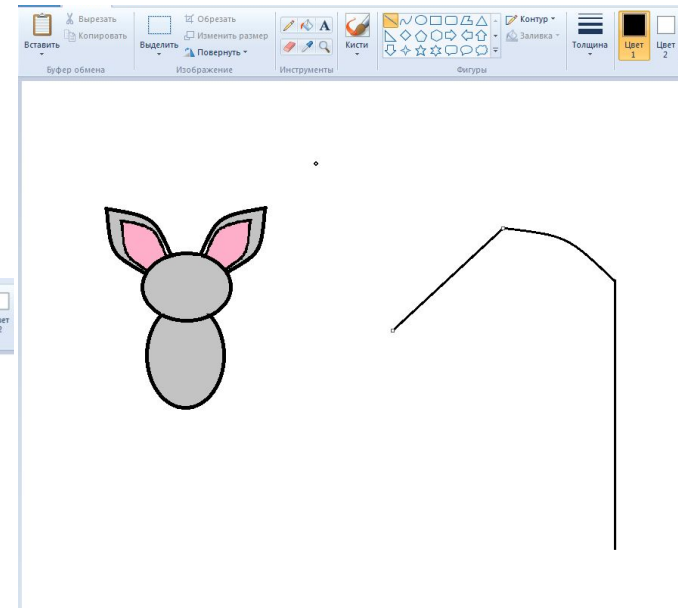 Вставить
Вырезать
Копировать
Буфер обмена
Выделить
Обрезать
Изменить размер
Повернуть
Изображение
A
Инструменты
Кисти
Фигуры
Контур
Заливка
Толщина
Цвет
1
Цвет
2